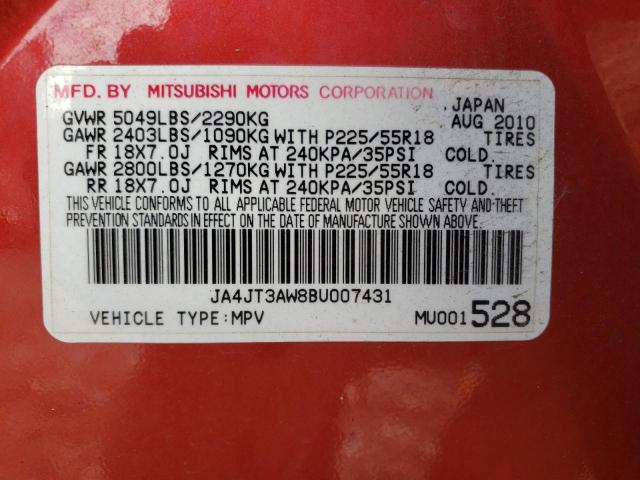 MFD. BY MITSUBISHI MOTORS CORPORATION
JAPAN
GVWR 5049LBS/2290KG AUG 2010
GAWR 2403LBS/1090KG WITH P225/55R18 TIRES
FR 18X7.0J RIMS AT 240KPA/35PSI COLD.
GAWR 2800LBS/1270KG WITH P225/55R18 TIRES
RR 18X7.0J RIMS AT 240KPA/35PSI COLD.
THIS VEHICLE CONFORMS TO ALL APPLICABLE FEDERAL MOTOR VEHICLE SAFETY AND THEFT
PREVENTION STANDARDS IN EFFECT ON THE DATE OF MANUFACTURE SHOWN ABOVE.
JA4JT3AW8BU007431
VEHICLE TYPE:MPV MU001528